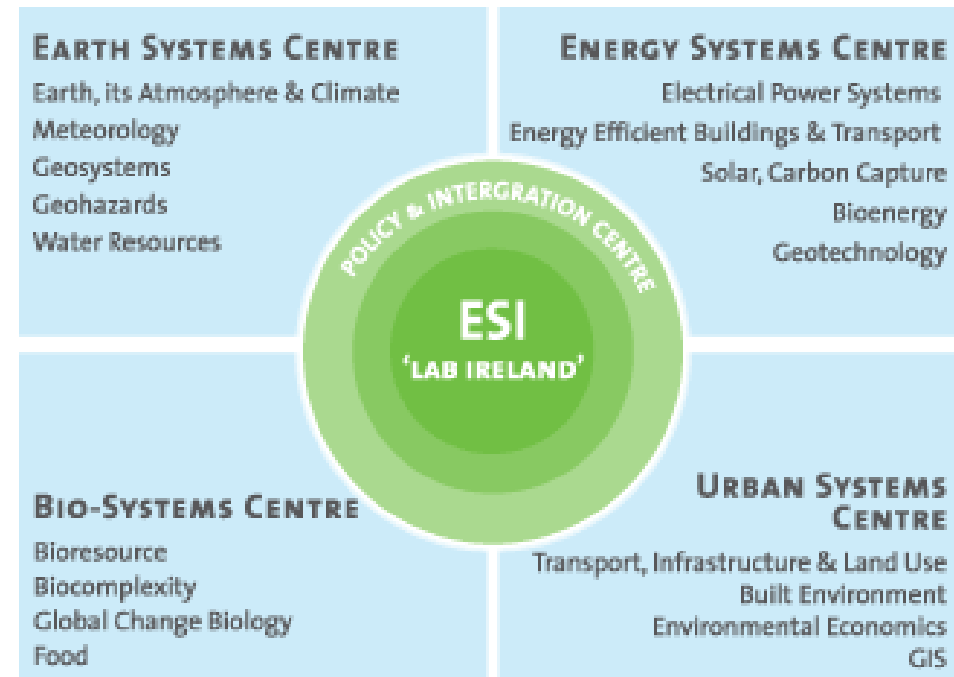 EARTH SYSTEMS CENTRE
Earth, its Atmosphere & Climate
Meteorology
Geosystems
Geohazards
Water Resources
ENERGY SYSTEMS CENTRE
Electrical Power Systems
Energy Efficient Buildings & Transport
Solar, Carbon Capture
Bioenergy
Geotechnology
POLICY & INTERGRATION CENTRE
ESI
‘LAB IRELAND’
BIO-SYSTEMS CENTRE
Bioresource
Biocomplexity
Global Change Biology
Food
URBAN SYSTEMS
CENTRE
Transport, Infrastructure & Land Use
Built Environment
Environmental Economics
GIS